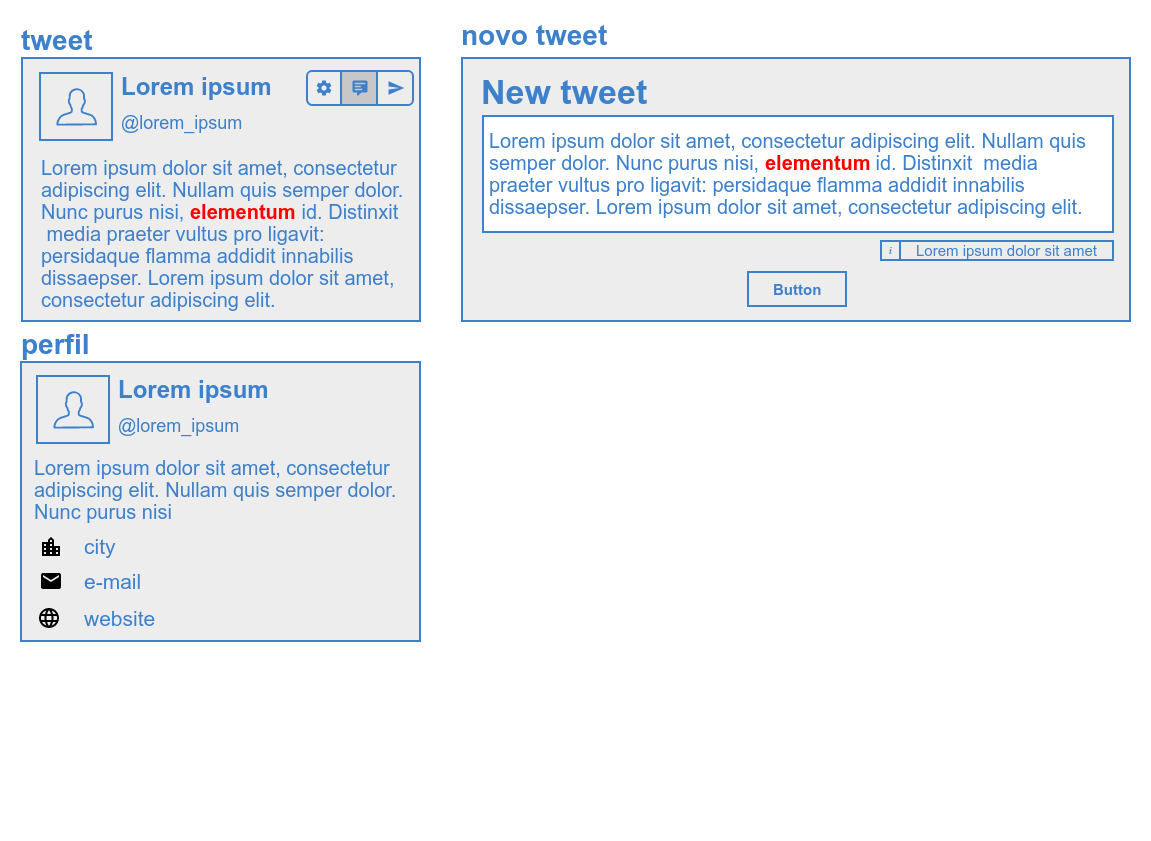 tweet
Lorem ipsum
@lorem_ipsum
Lorem ipsum dolor sit amet, consectetur
adipiscing elit. Nullam quis semper dolor.
Nunc purus nisi, elementum id. Distinxit
media praeter vultus pro ligavit:
persidaque flamma addidit innabilis
dissaepser. Lorem ipsum dolor sit amet,
consectetur adipiscing elit.
novo tweet
New tweet
Lorem ipsum dolor sit amet, consectetur adipiscing elit. Nullam quis
semper dolor. Nunc purus nisi, elementum id. Distinxit  media
praeter vultus pro ligavit: persidaque flamma addidit innabilis
dissaepser. Lorem ipsum dolor sit amet, consectetur adipiscing elit.
i Lorem ipsum dolor sit amet
Button
perfil
Lorem ipsum
@lorem_ipsum
Lorem ipsum dolor sit amet, consectetur
adipiscing elit. Nullam quis semper dolor.
Nunc purus nisi
city
e-mail
website